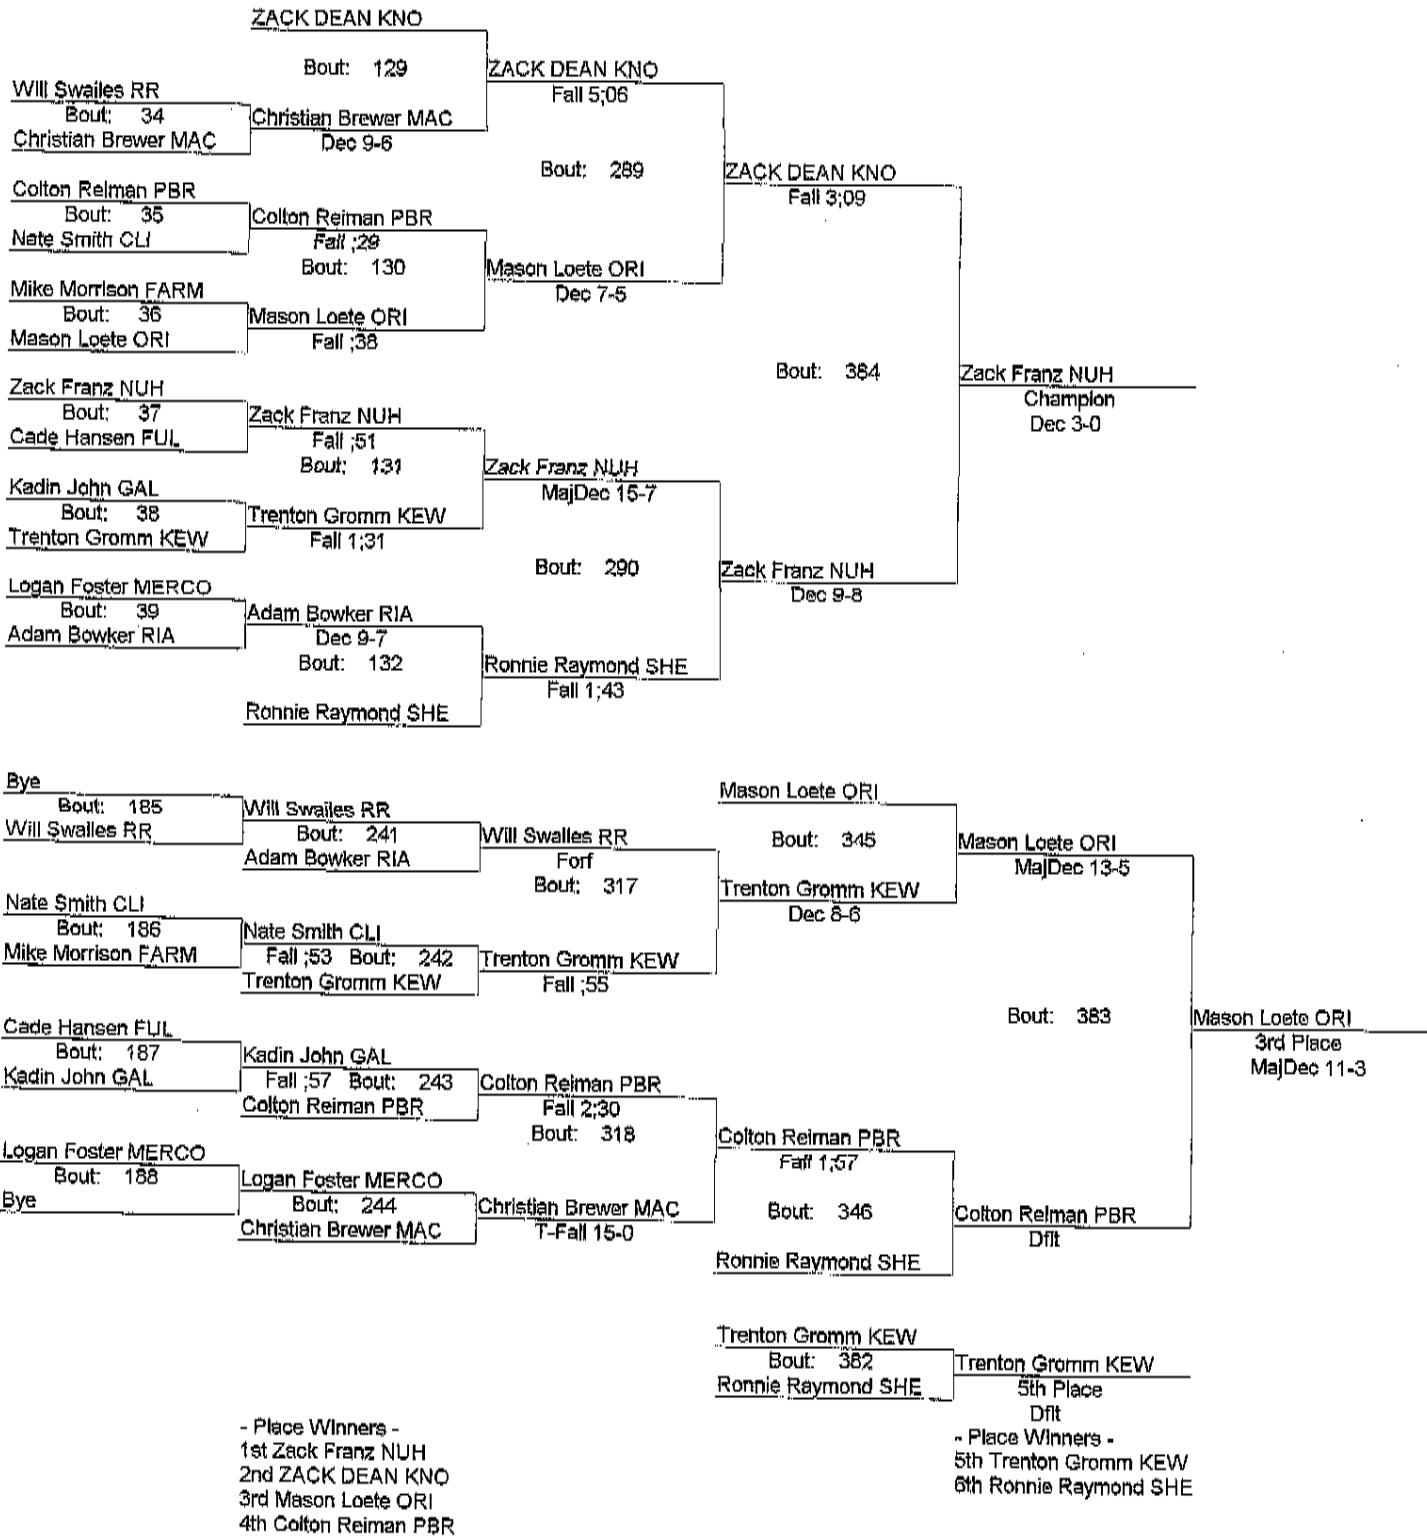 ZACK DEAN KNO
Bout: 129
ZACK DEAN KNO
Fall 5;06
Will Swailes RR
Bout: 34
Christian Brewer MAC
Christian Brewer MAC
Dec 9-6
Bout: 289
ZACK DEAN KNO
Fall 3;09
Colton Reiman PBR
Bout: 35
Nate Smith CLI
Colton Reiman PBR
Fall ;29
Bout: 130
Mason Loete ORI
Dec 7-5
Mike Morrison FARM
Bout: 36
Mason Loete ORI
Mason Loete ORI
Fall ;38
Bout: 384
Zack Franz NUH
Champion
Dec 3-0
Zack Franz NUH
Bout: 37
Cade Hansen FUL
Zack Franz NUH
Fall ;51
Bout: 131
Zack Franz NUH
MajDec 15-7
Kadin John GAL
Bout: 38
Trenton Gromm KEW
Trenton Gromm KEW
Fall 1;31
Bout: 290
Zack Franz NUH
Dec 9-8
Logan Foster MERCO
Bout: 39
Adam Bowker RIA
Adam Bowker RIA
Dec 9-7
Bout: 132
Ronnie Raymond SHE
Fall 1;43
Ronnie Raymond SHE
Bye
Bout: 185
Will Swailes RR
Will Swailes RR
Bout: 241
Adam Bowker RIA
Will Swailes RR
Forf
Bout: 317
Mason Loete ORI
Bout: 345
Trenton Gromm KEW
Dec 8-6
Mason Loete ORI
MajDec 13-5
Nate Smith CLI
Bout: 186
Mike Morrison FARM
Nate Smith CLI
Fall ;53 Bout: 242
Trenton Gromm KEW
Trenton Gromm KEW
Fall ;55
Bout: 383
Mason Loete ORI
3rd Place
MajDec 11-3
Cade Hansen FUL
Bout: 187
Kadin John GAL
Kadin John GAL
Fall ;57 Bout: 243
Colton Reiman PBR
Colton Reiman PBR
Fall 2;30
Bout: 318
Colton Reiman PBR
Fall 1;57
Logan Foster MERCO
Bout: 188
Bye
Logan Foster MERCO
Bout: 244
Christian Brewer MAC
Christian Brewer MAC
T-Fall 15-0
Bout: 346
Ronnie Raymond SHE
Colton Reiman PBR
Dflt
Trenton Gromm KEW
Bout: 382
Ronnie Raymond SHE
Trenton Gromm KEW
5th Place
Dflt
- Place Winners -
1st Zack Franz NUH
2nd ZACK DEAN KNO
3rd Mason Loete ORI
4th Colton Reiman PBR
- Place Winners -
5th Trenton Gromm KEW
6th Ronnie Raymond SHE